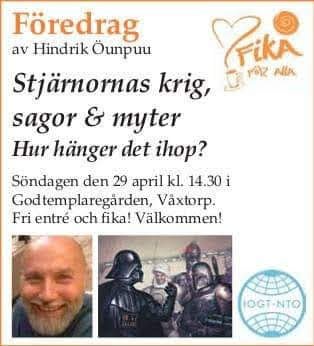 Föredrag
av Hindrik Öunpuu
Fika
för alla
Stjärnornas krig,
sagor & myter
Hur hänger det ihop?
Söndagen den 29 april kl. 14.30 i
Godtemplaregården, Våxtorp.
Fri entré och fika! Välkommen!
IOGT-NTO